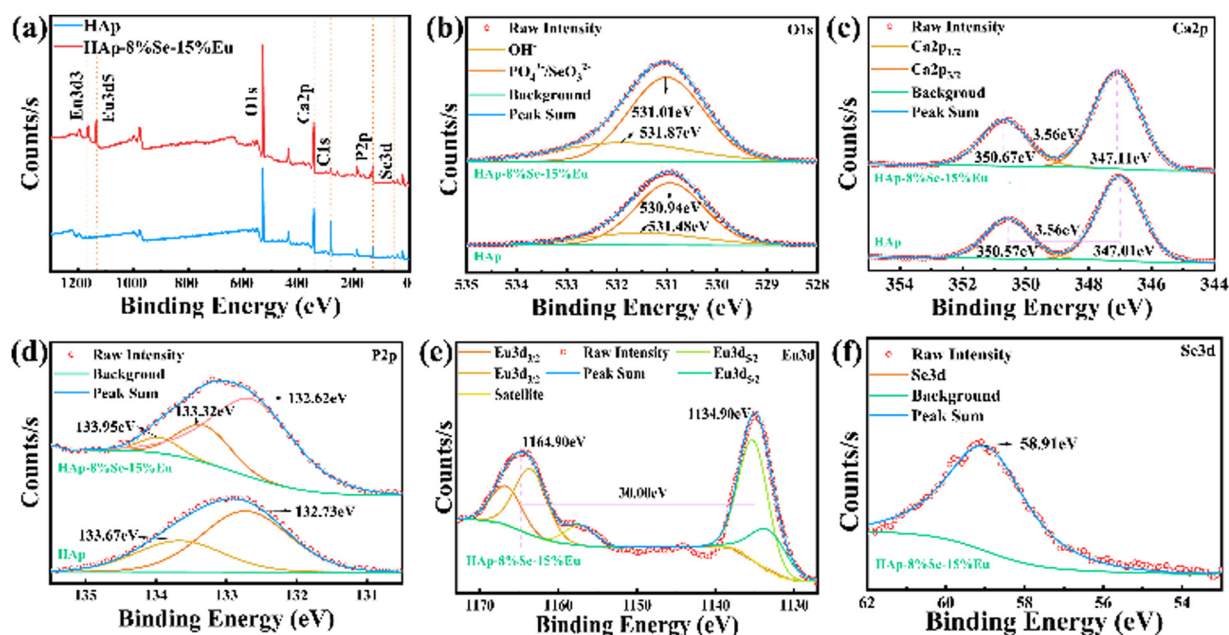 (a)
HAp
HAp-8%Se-15%Eu
Eu3d3
Eu3d5
O1s
Ca2p
C1s
P2p
Se3d
Counts/s
1200 1000 800 600 400 200 0
Binding Energy (eV)
(b)
O1s
Raw Intensity
OH⁻
PO₄³⁻/SeO₃²⁻
Background
Peak Sum
531.01eV
531.87eV
HAp-8%Se-15%Eu
530.94eV
531.48eV
HAp
Counts/s
535 534 533 532 531 530 529 528
Binding Energy (eV)
(c)
Ca2p
Raw Intensity
Ca2p₁/₂
Ca2p₃/₂
Backgroud
Peak Sum
3.56eV
350.67eV
347.11eV
HAp-8%Se-15%Eu
3.56eV
350.57eV
347.01eV
HAp
Counts/s
354 352 350 348 346 344
Binding Energy (eV)
(d)
P2p
Raw Intensity
Background
Peak Sum
132.62eV
133.32eV
133.95eV
HAp-8%Se-15%Eu
132.73eV
133.67eV
HAp
Counts/s
135 134 133 132 131
Binding Energy (eV)
(e)
Eu3d
Eu3d₃/₂
Raw Intensity
Eu3d₅/₂
Eu3d₃/₂
Peak Sum
Eu3d₅/₂
Satellite
1134.90eV
1164.90eV
30.00eV
HAp-8%Se-15%Eu
Counts/s
1170 1160 1150 1140 1130
Binding Energy (eV)
(f)
Se3d
Raw Intensity
Se3d
Background
Peak Sum
58.91eV
HAp-8%Se-15%Eu
Counts/s
62 60 58 56 54
Binding Energy (eV)